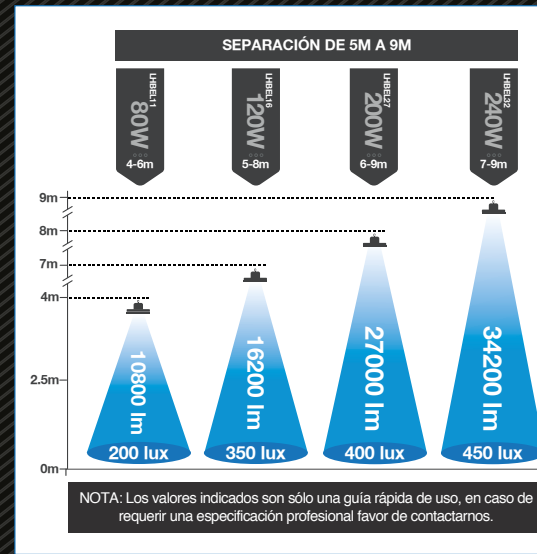 SEPARACIÓN DE 5M A 9M
LHBEL11
80W
4-6m
LHBEL16
120W
5-8m
LHBEL27
200W
6-9m
LHBEL32
240W
7-9m
9m
8m
7m
4m
2.5m
0m
10800 lm
200 lux
16200 lm
350 lux
27000 lm
400 lux
34200 lm
450 lux
NOTA: Los valores indicados son sólo una guía rápida de uso, en caso de
requerir una especificación profesional favor de contactarnos.